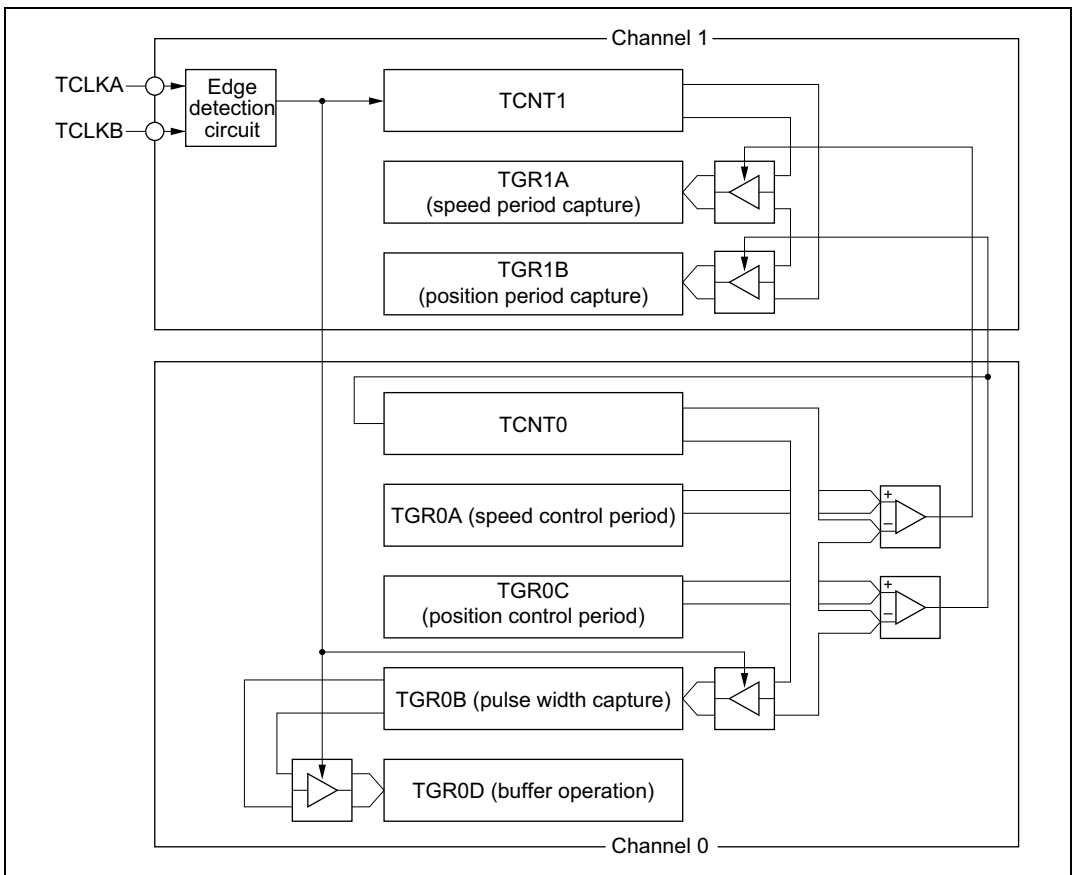 Channel 1
TCLKA
TCLKB
Edge
detection
circuit
TCNT1
TGR1A
(speed period capture)
TGR1B
(position period capture)
TCNT0
TGR0A (speed control period)
+
−
TGR0C
(position control period)
+
−
TGR0B (pulse width capture)
TGR0D (buffer operation)
Channel 0